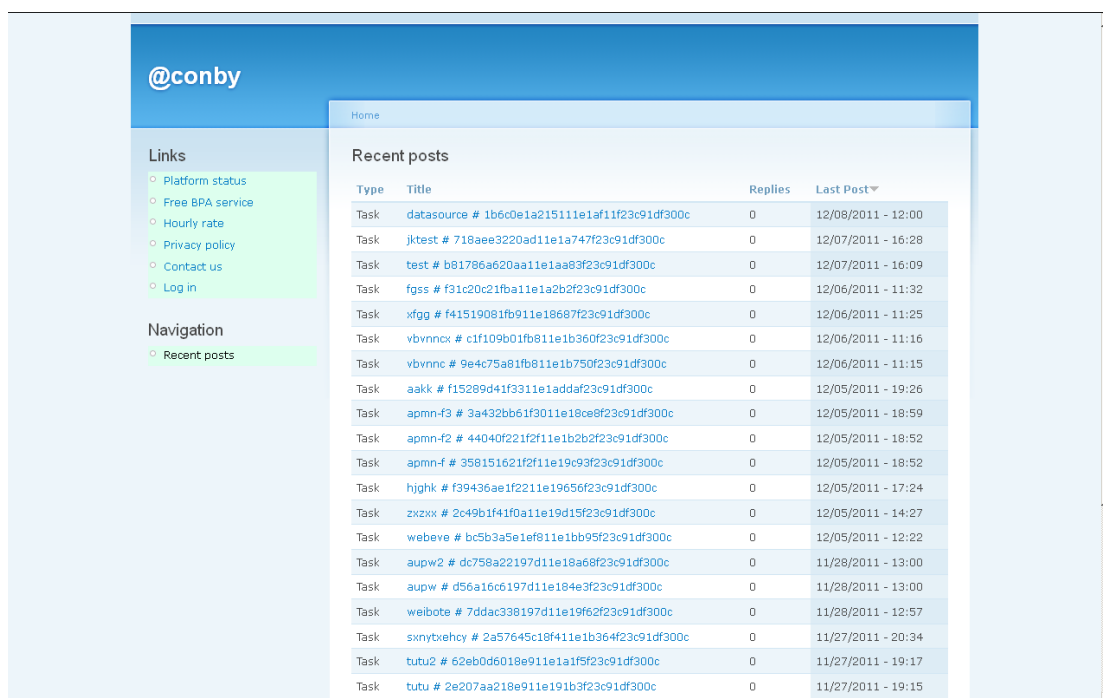 @conby
Home
Links
Platform status
Free BPA service
Hourly rate
Privacy policy
Contact us
Log in
Navigation
Recent posts
Recent posts
Type Title Replies Last Post
Task datasource # 1b6c0e1a215111e1af11f23c91df300c 0 12/08/2011 - 12:00
Task jktest # 718aee3220ad11e1a747f23c91df300c 0 12/07/2011 - 16:28
Task test # b81786a620aa11e1aa83f23c91df300c 0 12/07/2011 - 16:09
Task fgss # f31c20c21fba11e1a2b2f23c91df300c 0 12/06/2011 - 11:32
Task xfgg # f41519081fb911e18687f23c91df300c 0 12/06/2011 - 11:25
Task vbvnncx # c1f109b01fb811e1b360f23c91df300c 0 12/06/2011 - 11:16
Task vbvnnc # 9e4c75a81fb811e1b750f23c91df300c 0 12/06/2011 - 11:15
Task aakk # f15289d41f3311e1addaf23c91df300c 0 12/05/2011 - 19:26
Task apmn-f3 # 3a432bb61f3011e18ce8f23c91df300c 0 12/05/2011 - 18:59
Task apmn-f2 # 44040f221f2f11e1b2b2f23c91df300c 0 12/05/2011 - 18:52
Task apmn-f # 358151621f2f11e19c93f23c91df300c 0 12/05/2011 - 18:52
Task hjghk # f39436ae1f2211e19656f23c91df300c 0 12/05/2011 - 17:24
Task zxzxx # 2c49b1f41f0a11e19d15f23c91df300c 0 12/05/2011 - 14:27
Task webeve # bc5b3a5e1ef811e1bb95f23c91df300c 0 12/05/2011 - 12:22
Task aupw2 # dc758a22197d11e18a68f23c91df300c 0 11/28/2011 - 13:00
Task aupw # d56a16c6197d11e184e3f23c91df300c 0 11/28/2011 - 13:00
Task weibote # 7ddac338197d11e19f62f23c91df300c 0 11/28/2011 - 12:57
Task sxnytxehcy # 2a57645c18f411e1b364f23c91df300c 0 11/27/2011 - 20:34
Task tutu2 # 62eb0d6018e911e1a1f5f23c91df300c 0 11/27/2011 - 19:17
Task tutu # 2e207aa218e911e191b3f23c91df300c 0 11/27/2011 - 19:15